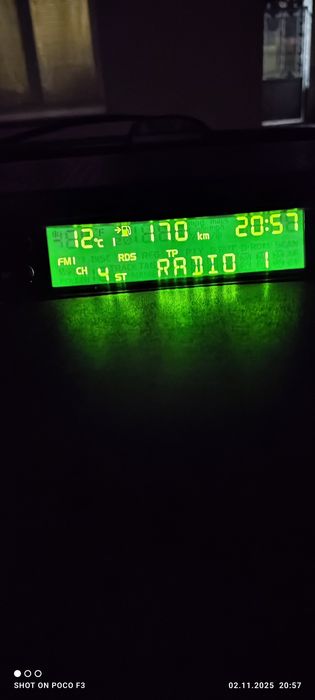 12°C 170 km 20:57
FM1 RDS TP RADIO 1
CH 4 ST
SHOT ON POCO F3 02.11.2025 20:57